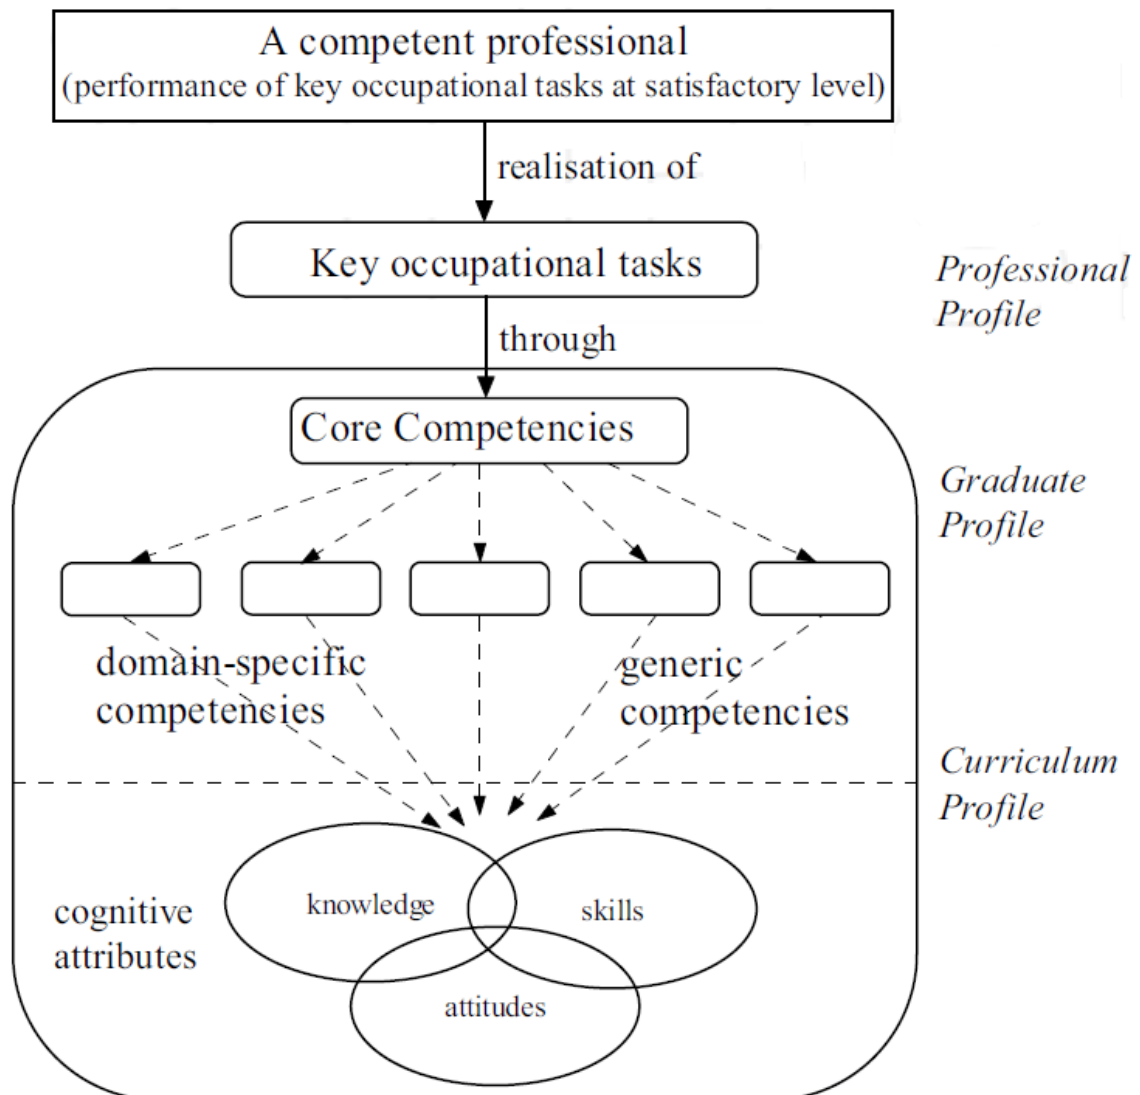 A competent professional
(performance of key occupational tasks at satisfactory level)
realisation of
Key occupational tasks
Professional
Profile
through
Core Competencies
Graduate
Profile
domain-specific
competencies
generic
competencies
Curriculum
Profile
cognitive
attributes
knowledge
skills
attitudes